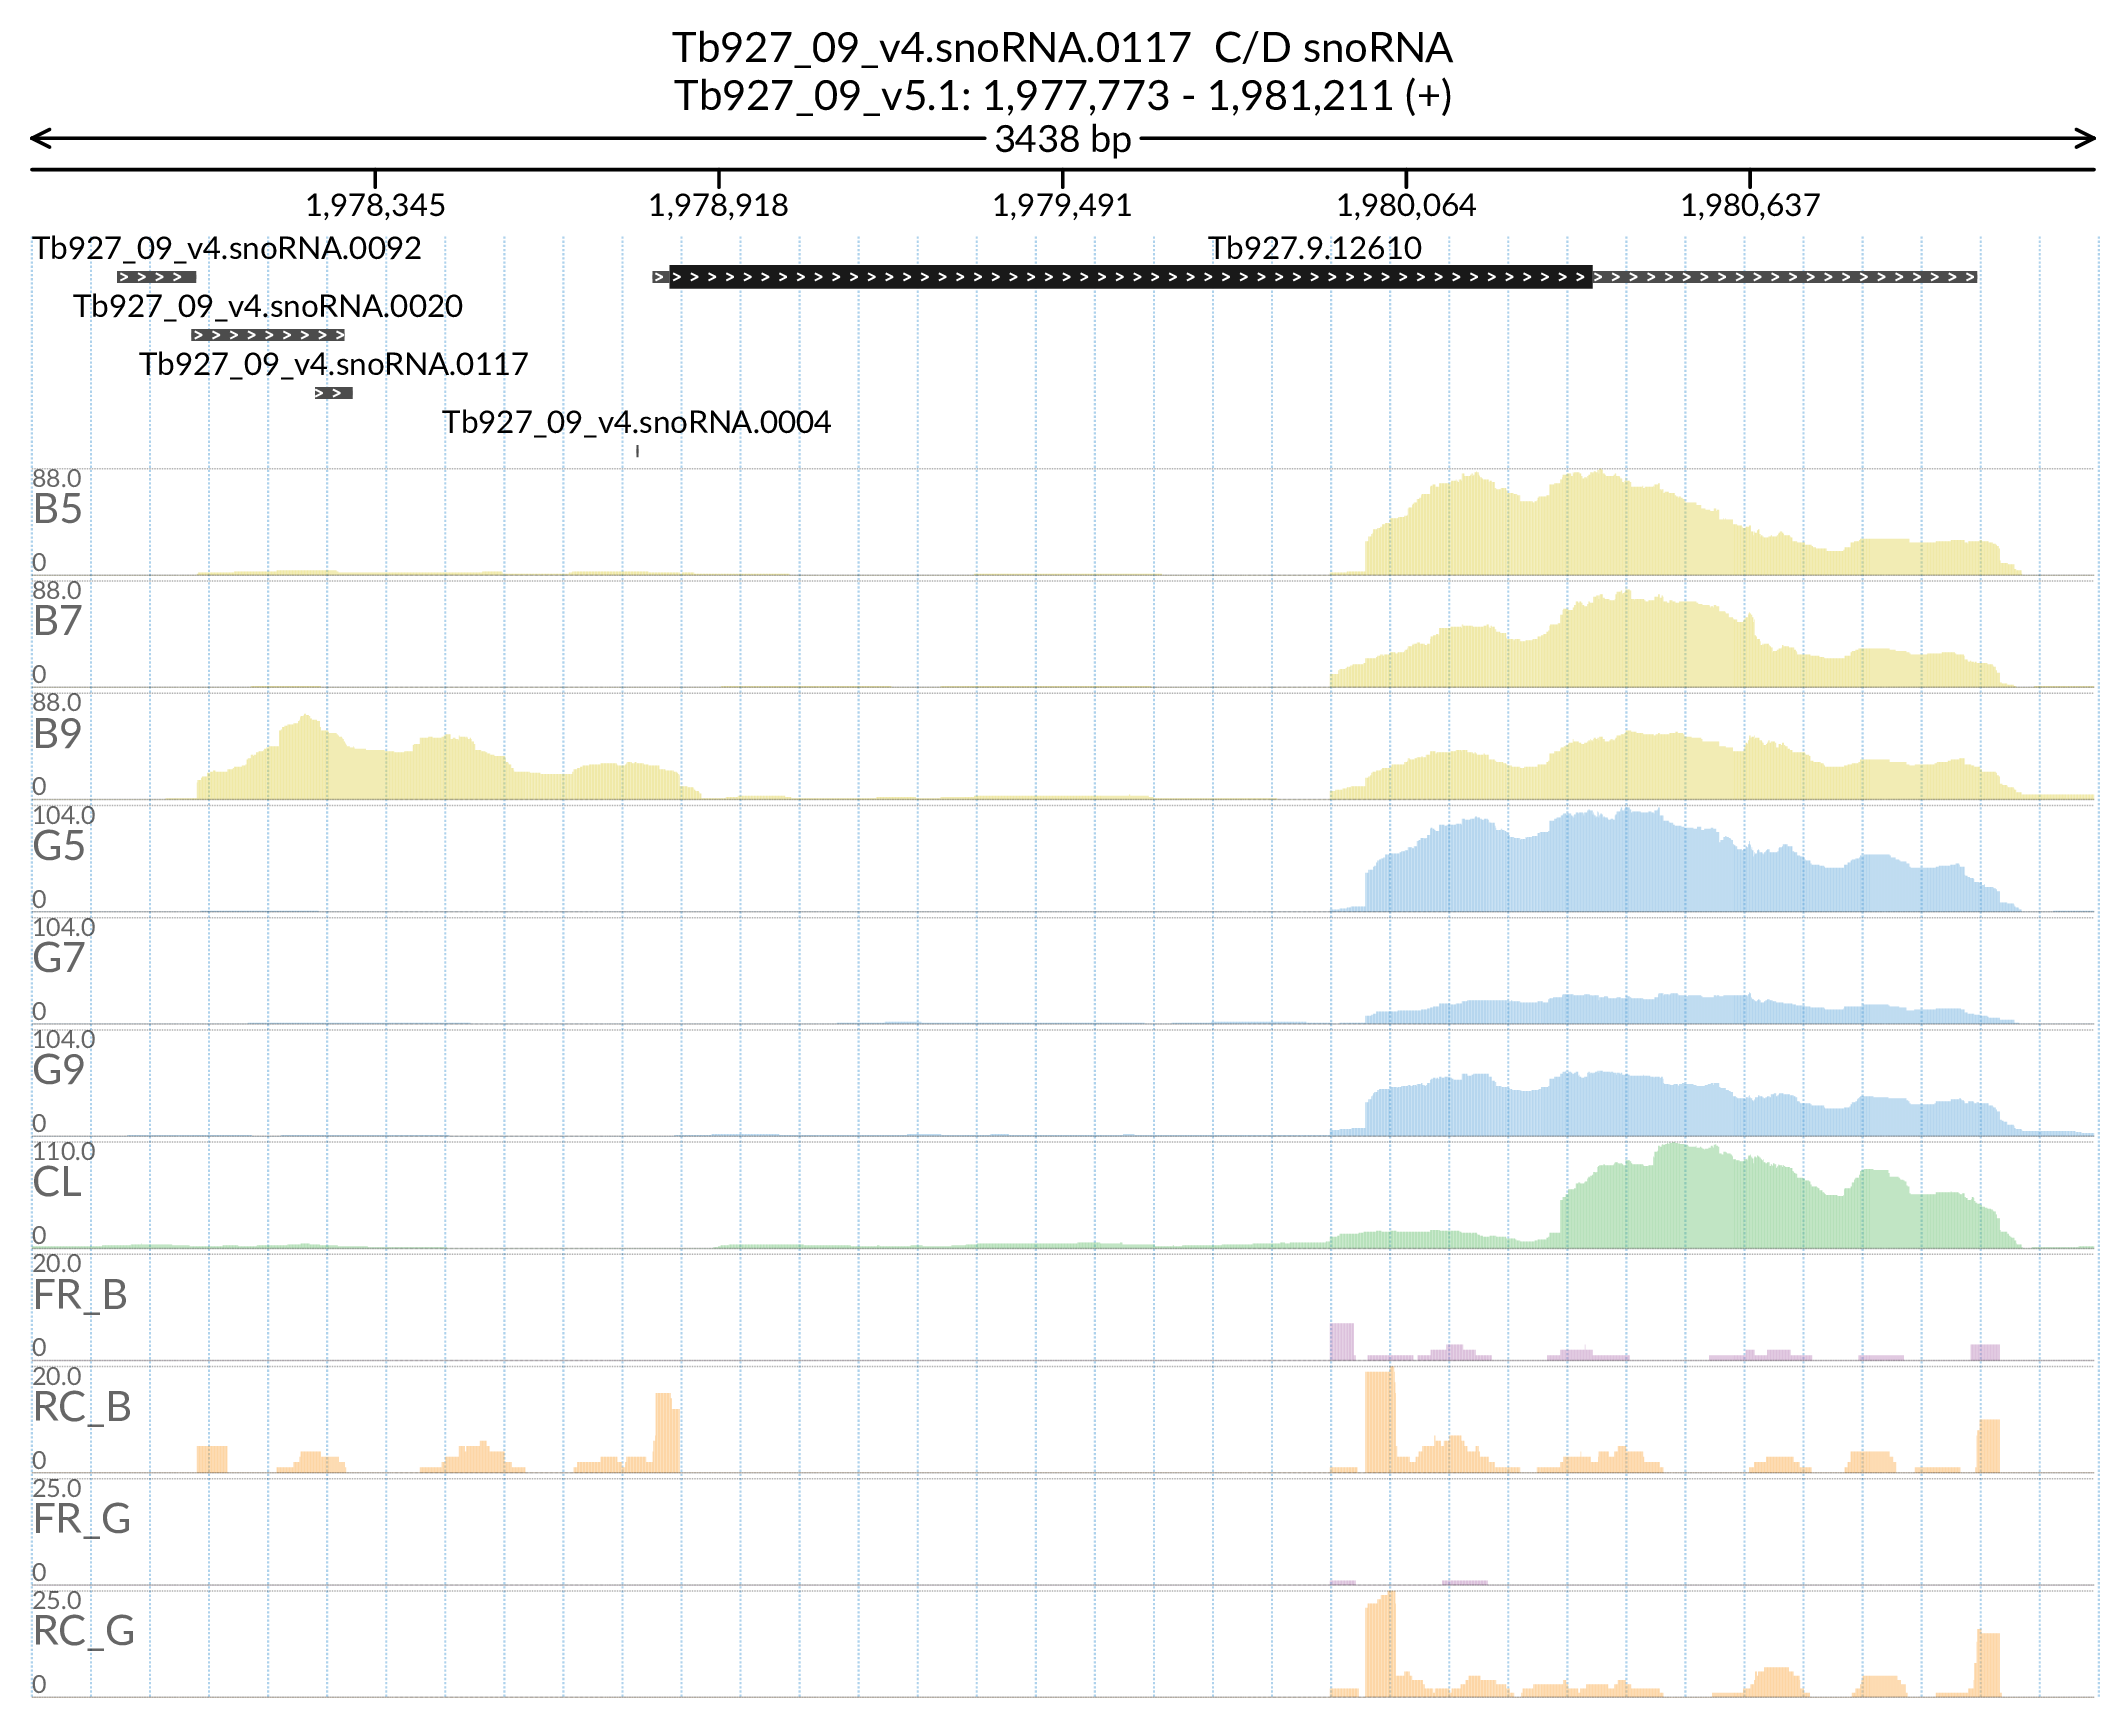 Tb927_09_v4.snoRNA.0117 C/D snoRNA
Tb927_09_v5.1: 1,977,773 - 1,981,211 (+)
3438 bp
1,978,345 1,978,918 1,979,491 1,980,064 1,980,637
Tb927_09_v4.snoRNA.0092 Tb927.9.12610
Tb927_09_v4.snoRNA.0020
Tb927_09_v4.snoRNA.0117
Tb927_09_v4.snoRNA.0004
88.0
B5
0
88.0
B7
0
88.0
B9
0
104.0
G5
0
104.0
G7
0
104.0
G9
0
110.0
CL
0
20.0
FR_B
0
20.0
RC_B
0
25.0
FR_G
0
25.0
RC_G
0